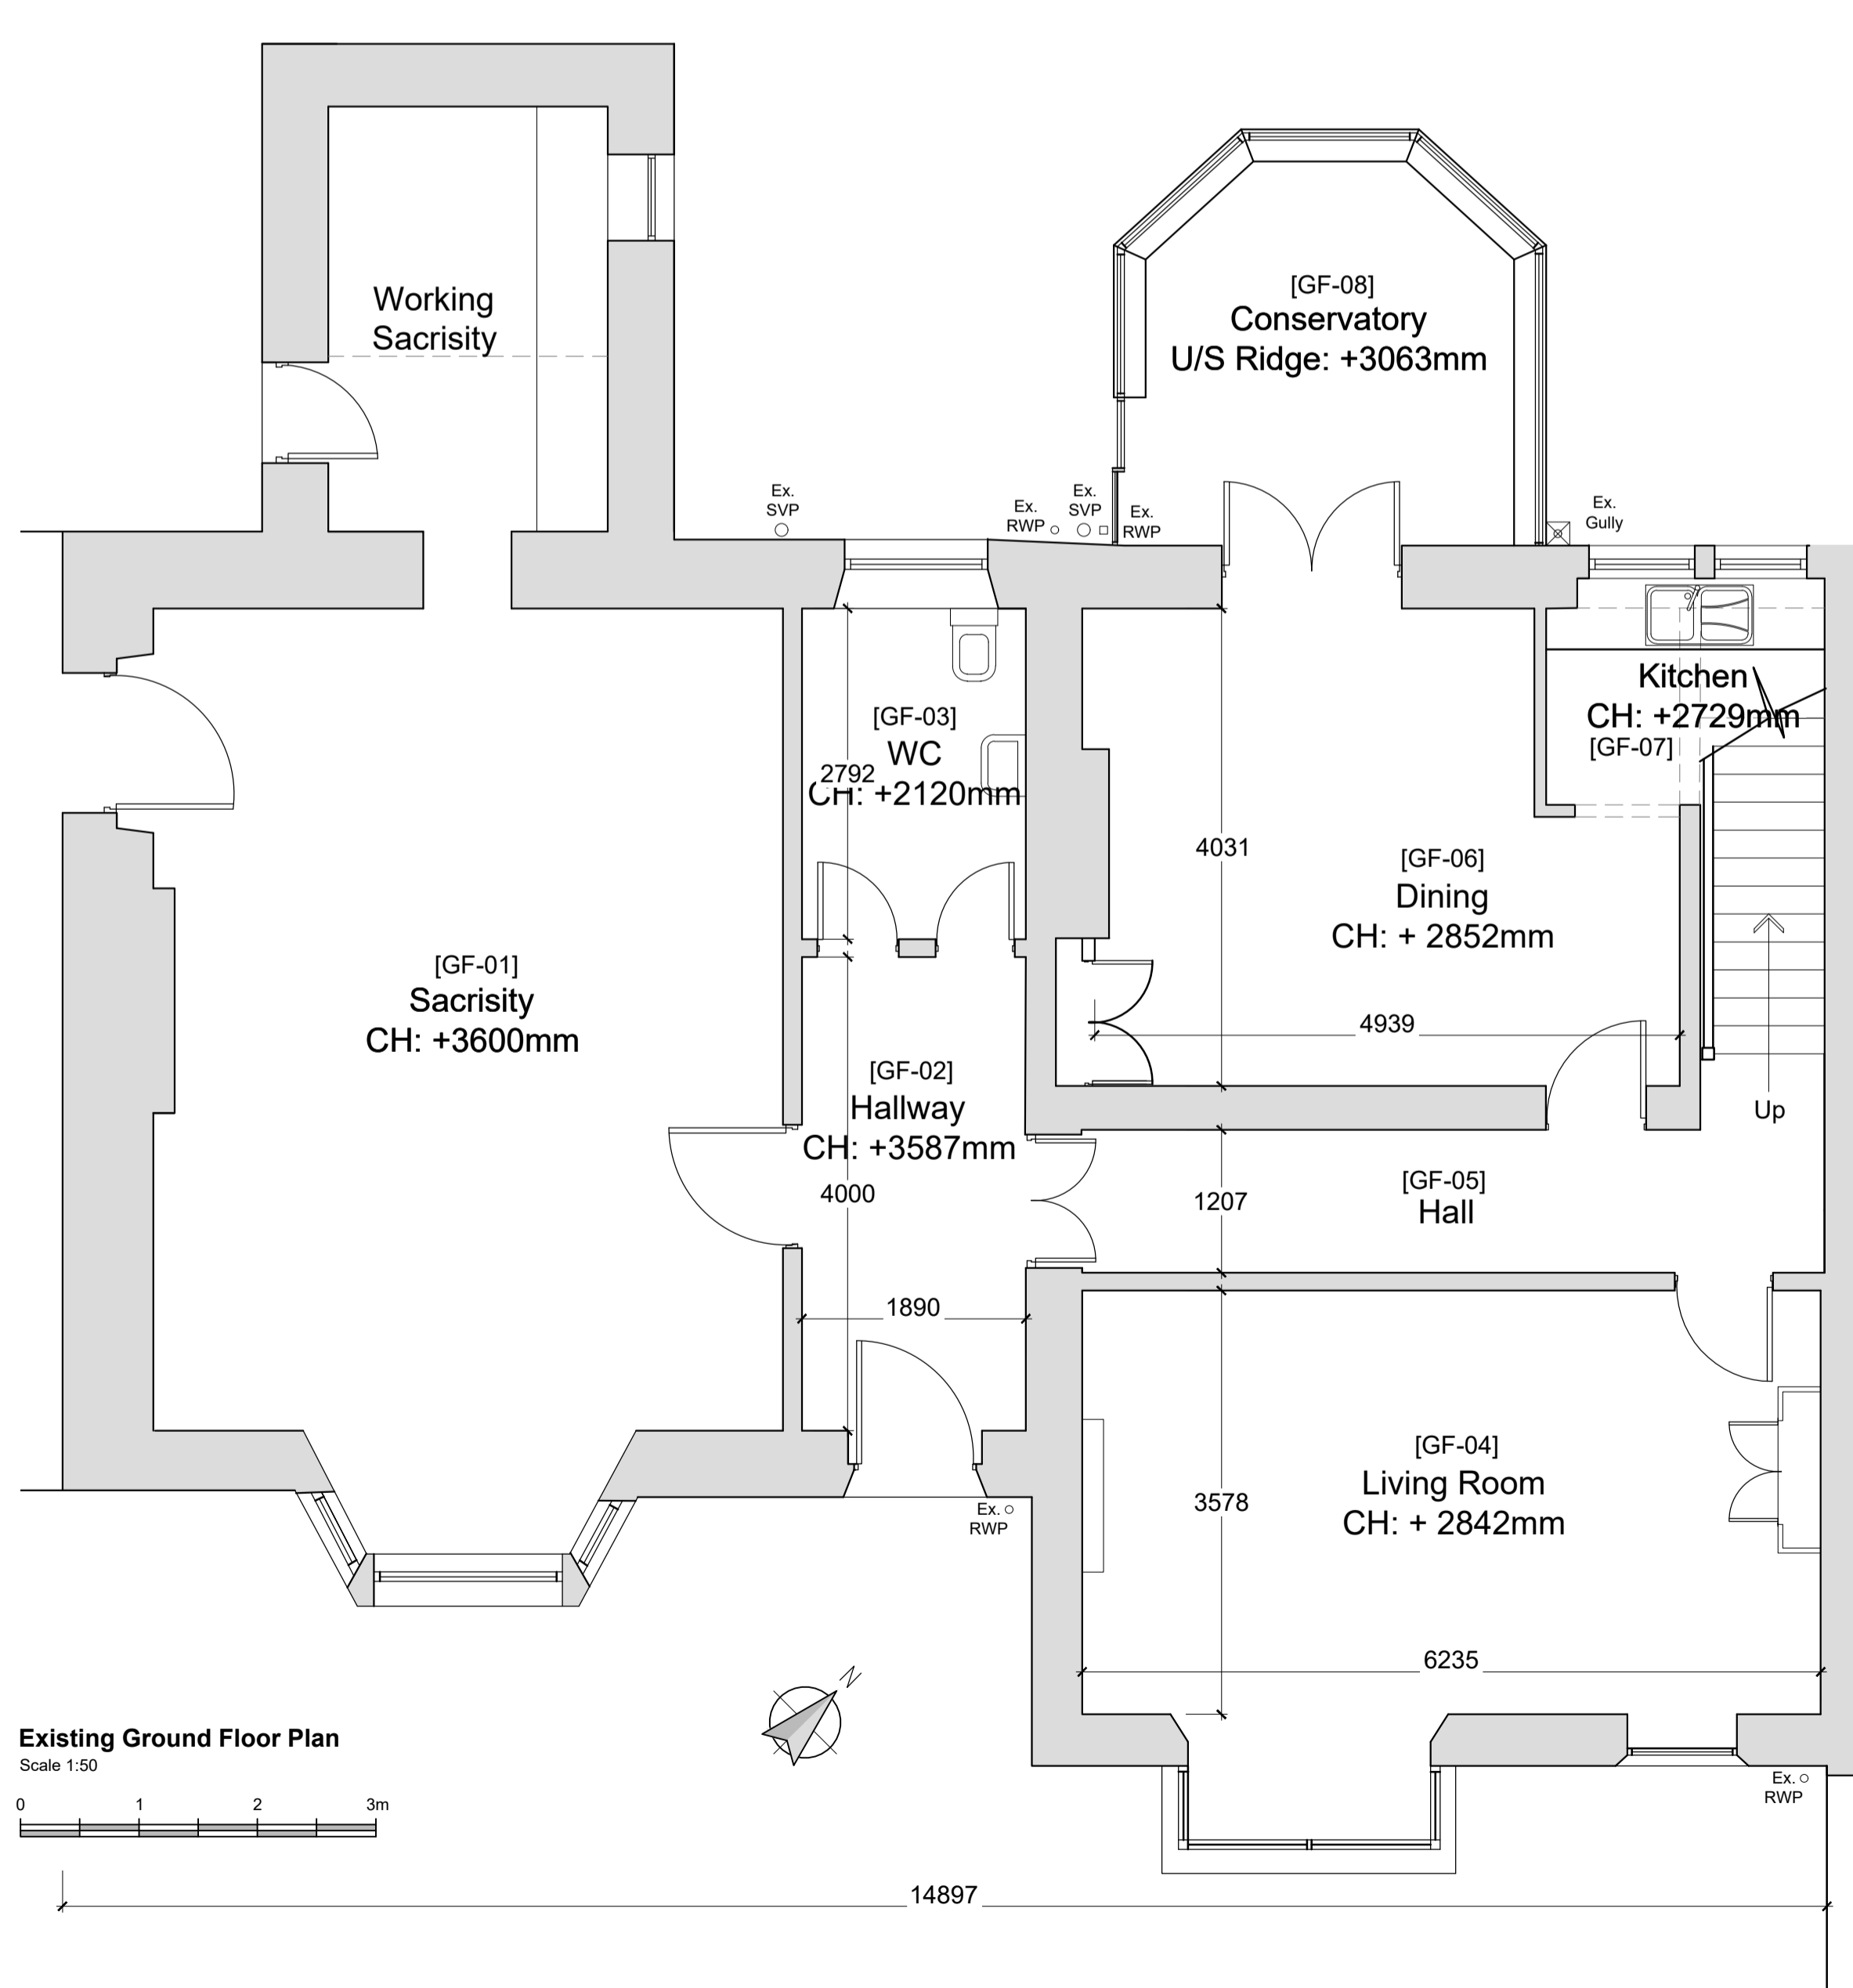 Working
Sacrisity
[GF-08]
Conservatory
U/S Ridge: +3063mm
Ex.
SVP
Ex.
RWP
Ex.
SVP
Ex.
RWP
Ex.
Gully
Kitchen
CH: +2729mm
[GF-07]
[GF-03]
WC
2792
CH: +2120mm
4031
[GF-06]
Dining
CH: + 2852mm
4939
[GF-01]
Sacrisity
CH: +3600mm
[GF-02]
Hallway
CH: +3587mm
4000
Up
1207
[GF-05]
Hall
1890
[GF-04]
Living Room
CH: + 2842mm
3578
Ex.
RWP
6235
N
Existing Ground Floor Plan
Scale 1:50
0 1 2 3m
Ex.
RWP
14897